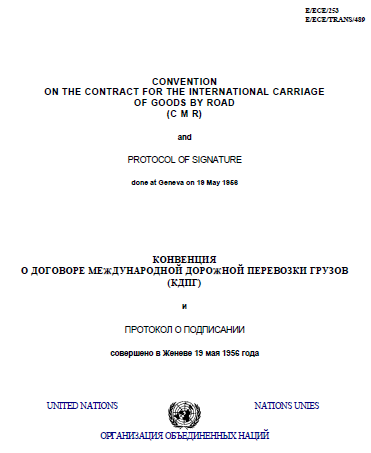 E/ECE/253
E/ECE/TRANS/489
CONVENTION
ON THE CONTRACT FOR THE INTERNATIONAL CARRIAGE
OF GOODS BY ROAD
(C M R)
and
PROTOCOL OF SIGNATURE
done at Geneva on 19 May 1956
КОНВЕНЦИЯ
О ДОГОВОРЕ МЕЖДУНАРОДНОЙ ДОРОЖНОЙ ПЕРЕВОЗКИ ГРУЗОВ
(КДПГ)
и
ПРОТОКОЛ О ПОДПИСАНИИ
совершено в Женеве 19 мая 1956 года
UNITED NATIONS NATIONS UNIES
ОРГАНИЗАЦИЯ ОБЪЕДИНЕННЫХ НАЦИЙ